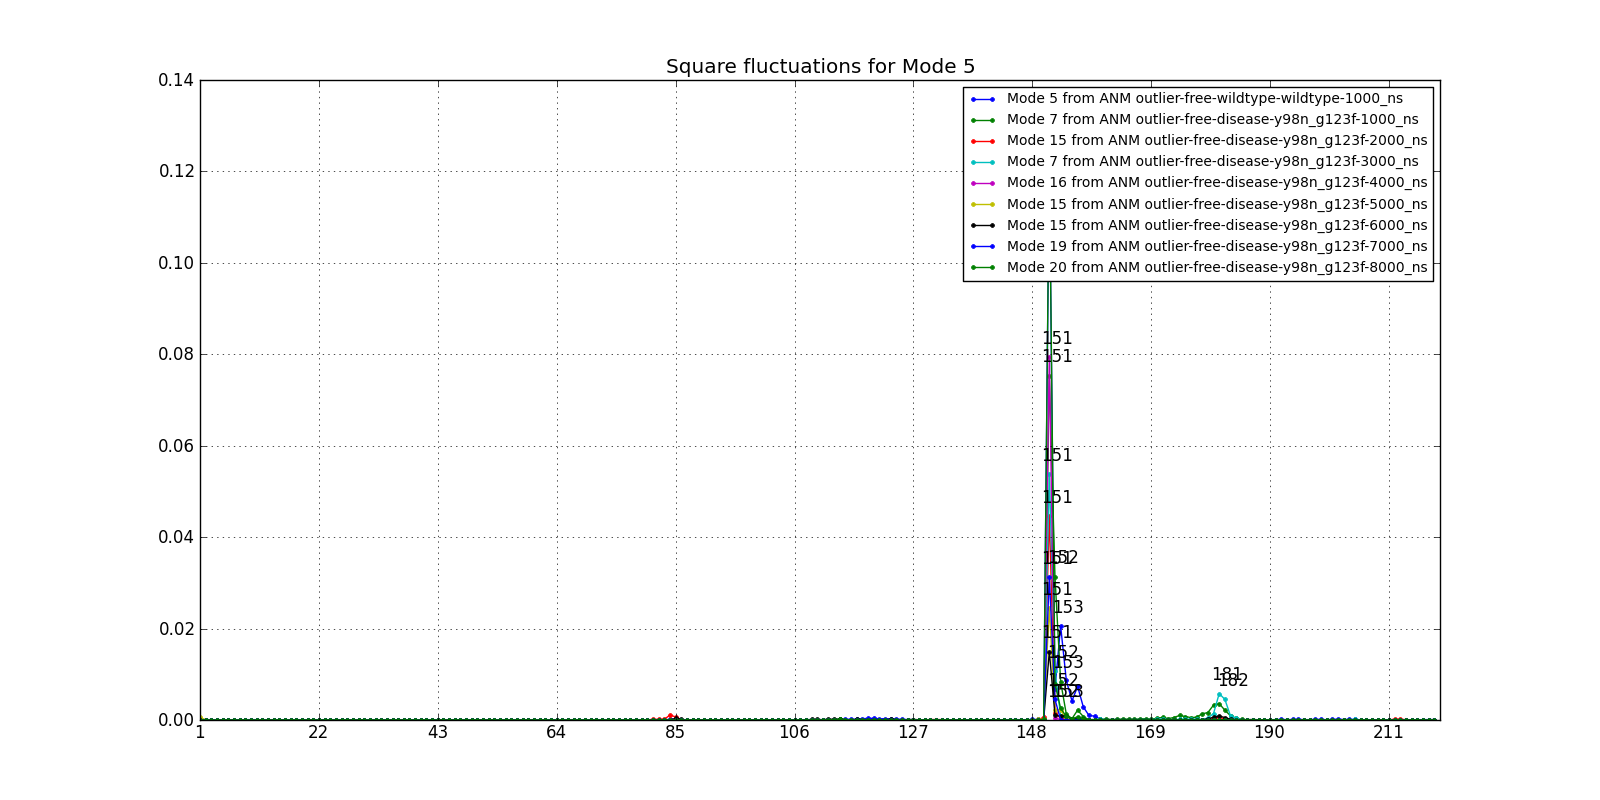 Square fluctuations for Mode 5
0.14
0.12
0.10
0.08
0.06
0.04
0.02
0.00
Mode 5 from ANM outlier-free-wildtype-wildtype-1000_ns
Mode 7 from ANM outlier-free-disease-y98n_g123f-1000_ns
Mode 15 from ANM outlier-free-disease-y98n_g123f-2000_ns
Mode 7 from ANM outlier-free-disease-y98n_g123f-3000_ns
Mode 16 from ANM outlier-free-disease-y98n_g123f-4000_ns
Mode 15 from ANM outlier-free-disease-y98n_g123f-5000_ns
Mode 15 from ANM outlier-free-disease-y98n_g123f-6000_ns
Mode 19 from ANM outlier-free-disease-y98n_g123f-7000_ns
Mode 20 from ANM outlier-free-disease-y98n_g123f-8000_ns
151
151
151
151
151
152
151
153
151
152
153
152
181
182
1 22 43 64 85 106 127 148 169 190 211